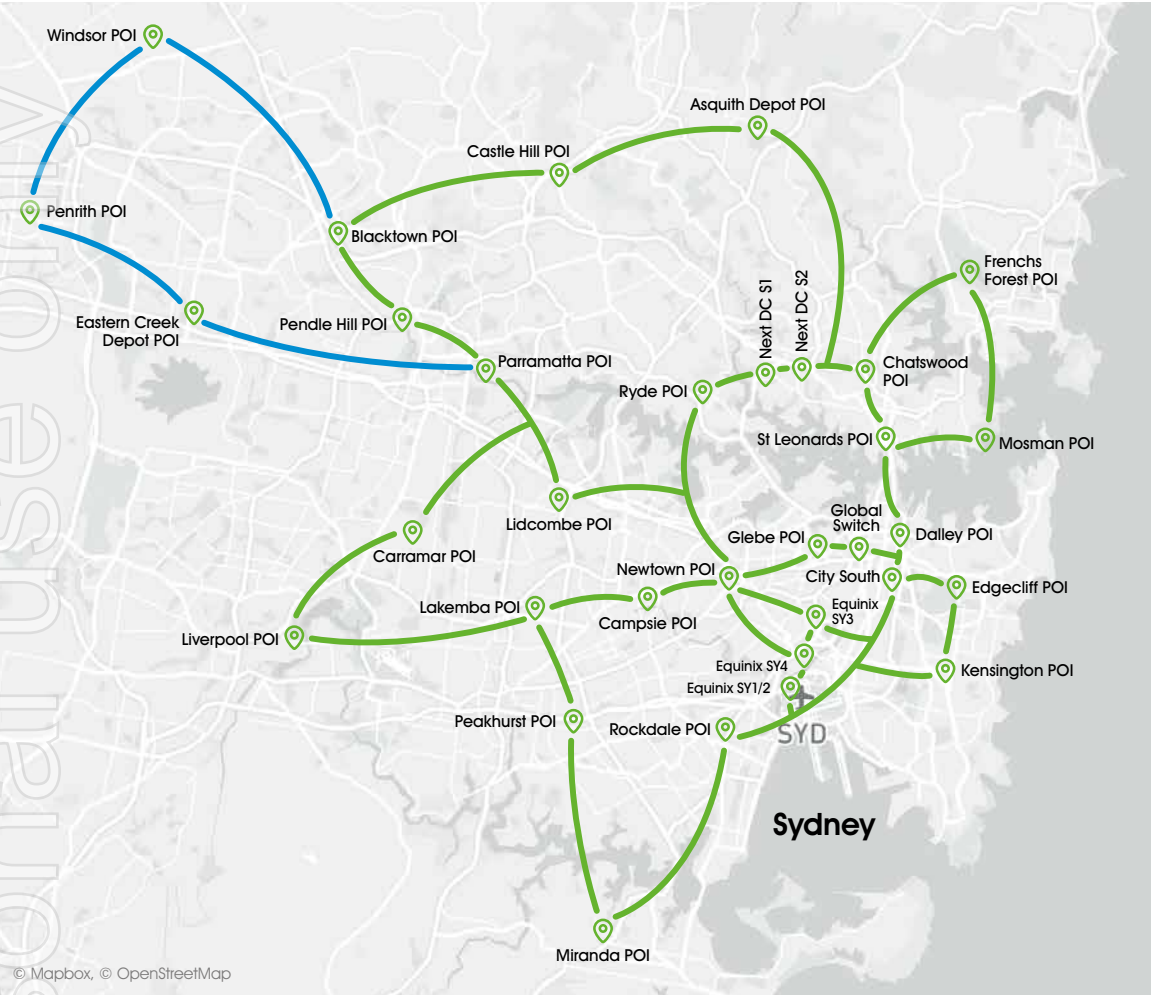 Windsor POI
Asquith Depot POI
Castle Hill POI
Penrith POI
Blacktown POI
Frenchs
Forest POI
Next DC S1
Next DC S2
Eastern Creek
Depot POI
Pendle Hill POI
Parramatta POI
Chatswood
POI
Ryde POI
St Leonards POI
Mosman POI
Lidcombe POI
Global
Switch
Glebe POI
Dalley POI
Carramar POI
Newtown POI
City South
Edgecliff POI
Lakemba POI
Campsie POI
Equinix
SY3
Liverpool POI
Equinix SY4
Kensington POI
Equinix SY1/2
Peakhurst POI
Rockdale POI
SYD
Sydney
Miranda POI
© Mapbox, © OpenStreetMap
onal use only